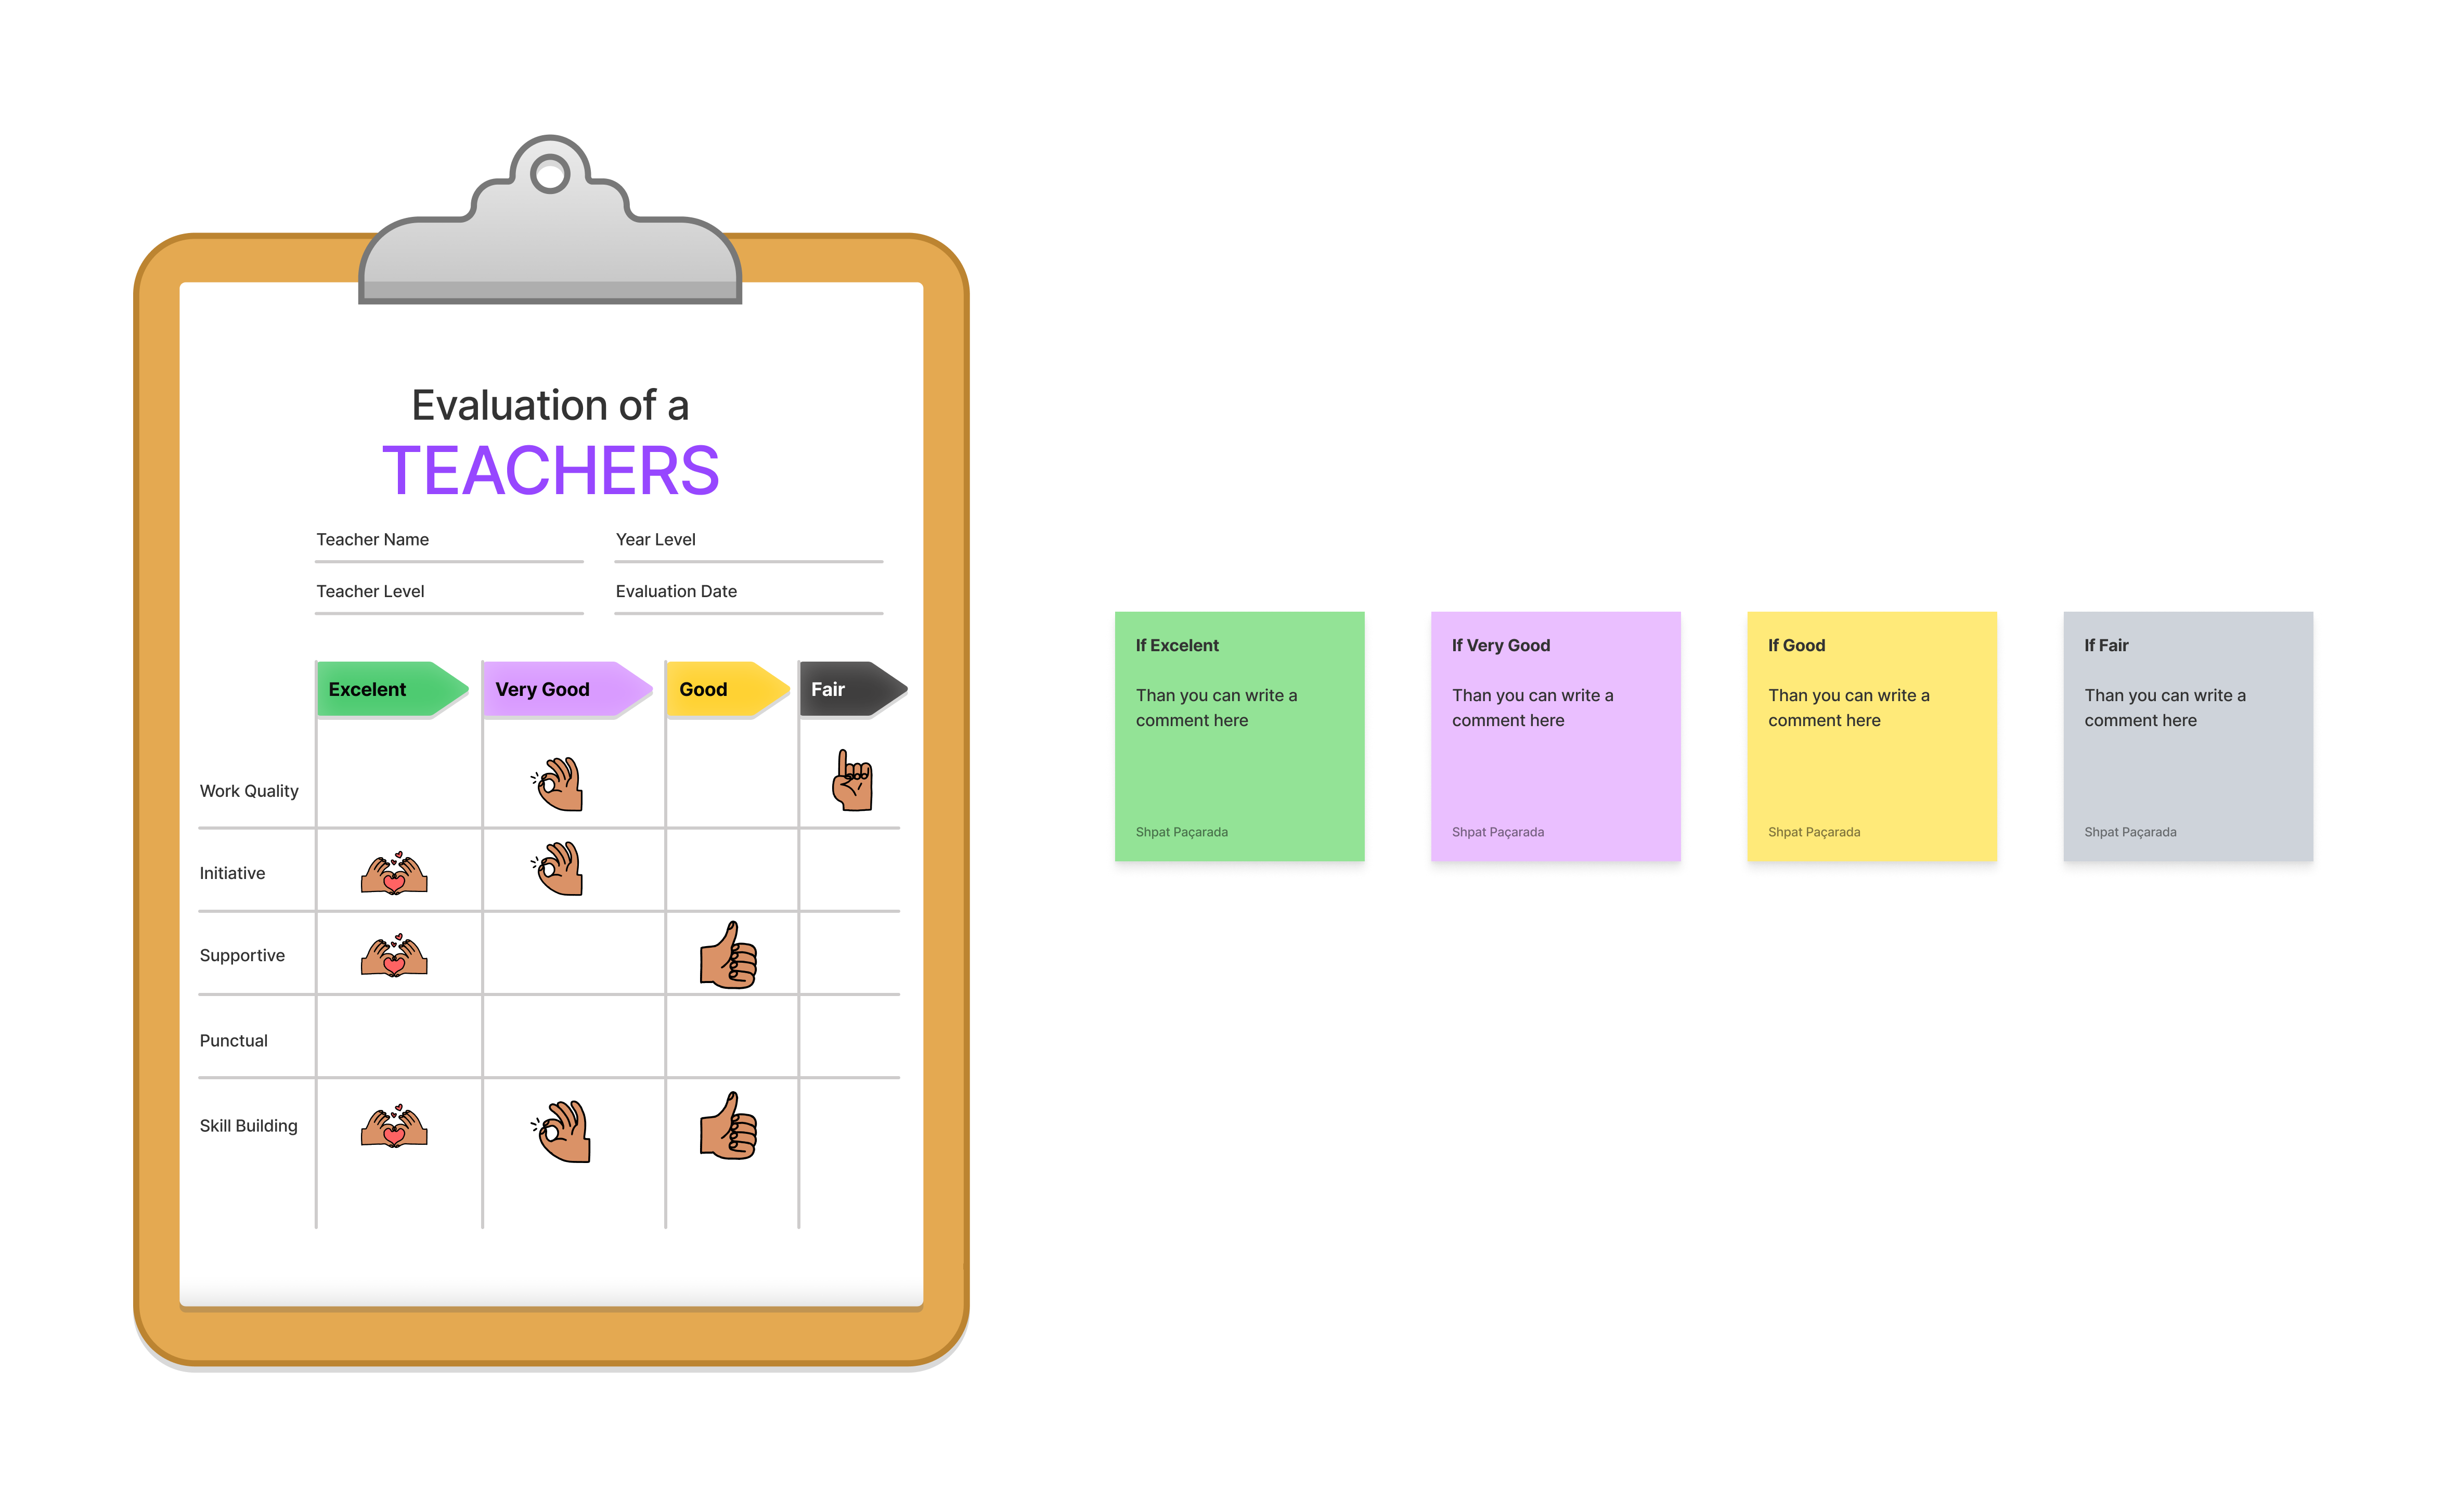 Evaluation of a
TEACHERS
Teacher Name
Year Level
Teacher Level
Evaluation Date
Excelent
Very Good
Good
Fair
Work Quality
Initiative
Supportive
Punctual
Skill Building
If Excelent
Than you can write a
comment here
Shpat Paçarada
If Very Good
Than you can write a
comment here
Shpat Paçarada
If Good
Than you can write a
comment here
Shpat Paçarada
If Fair
Than you can write a
comment here
Shpat Paçarada